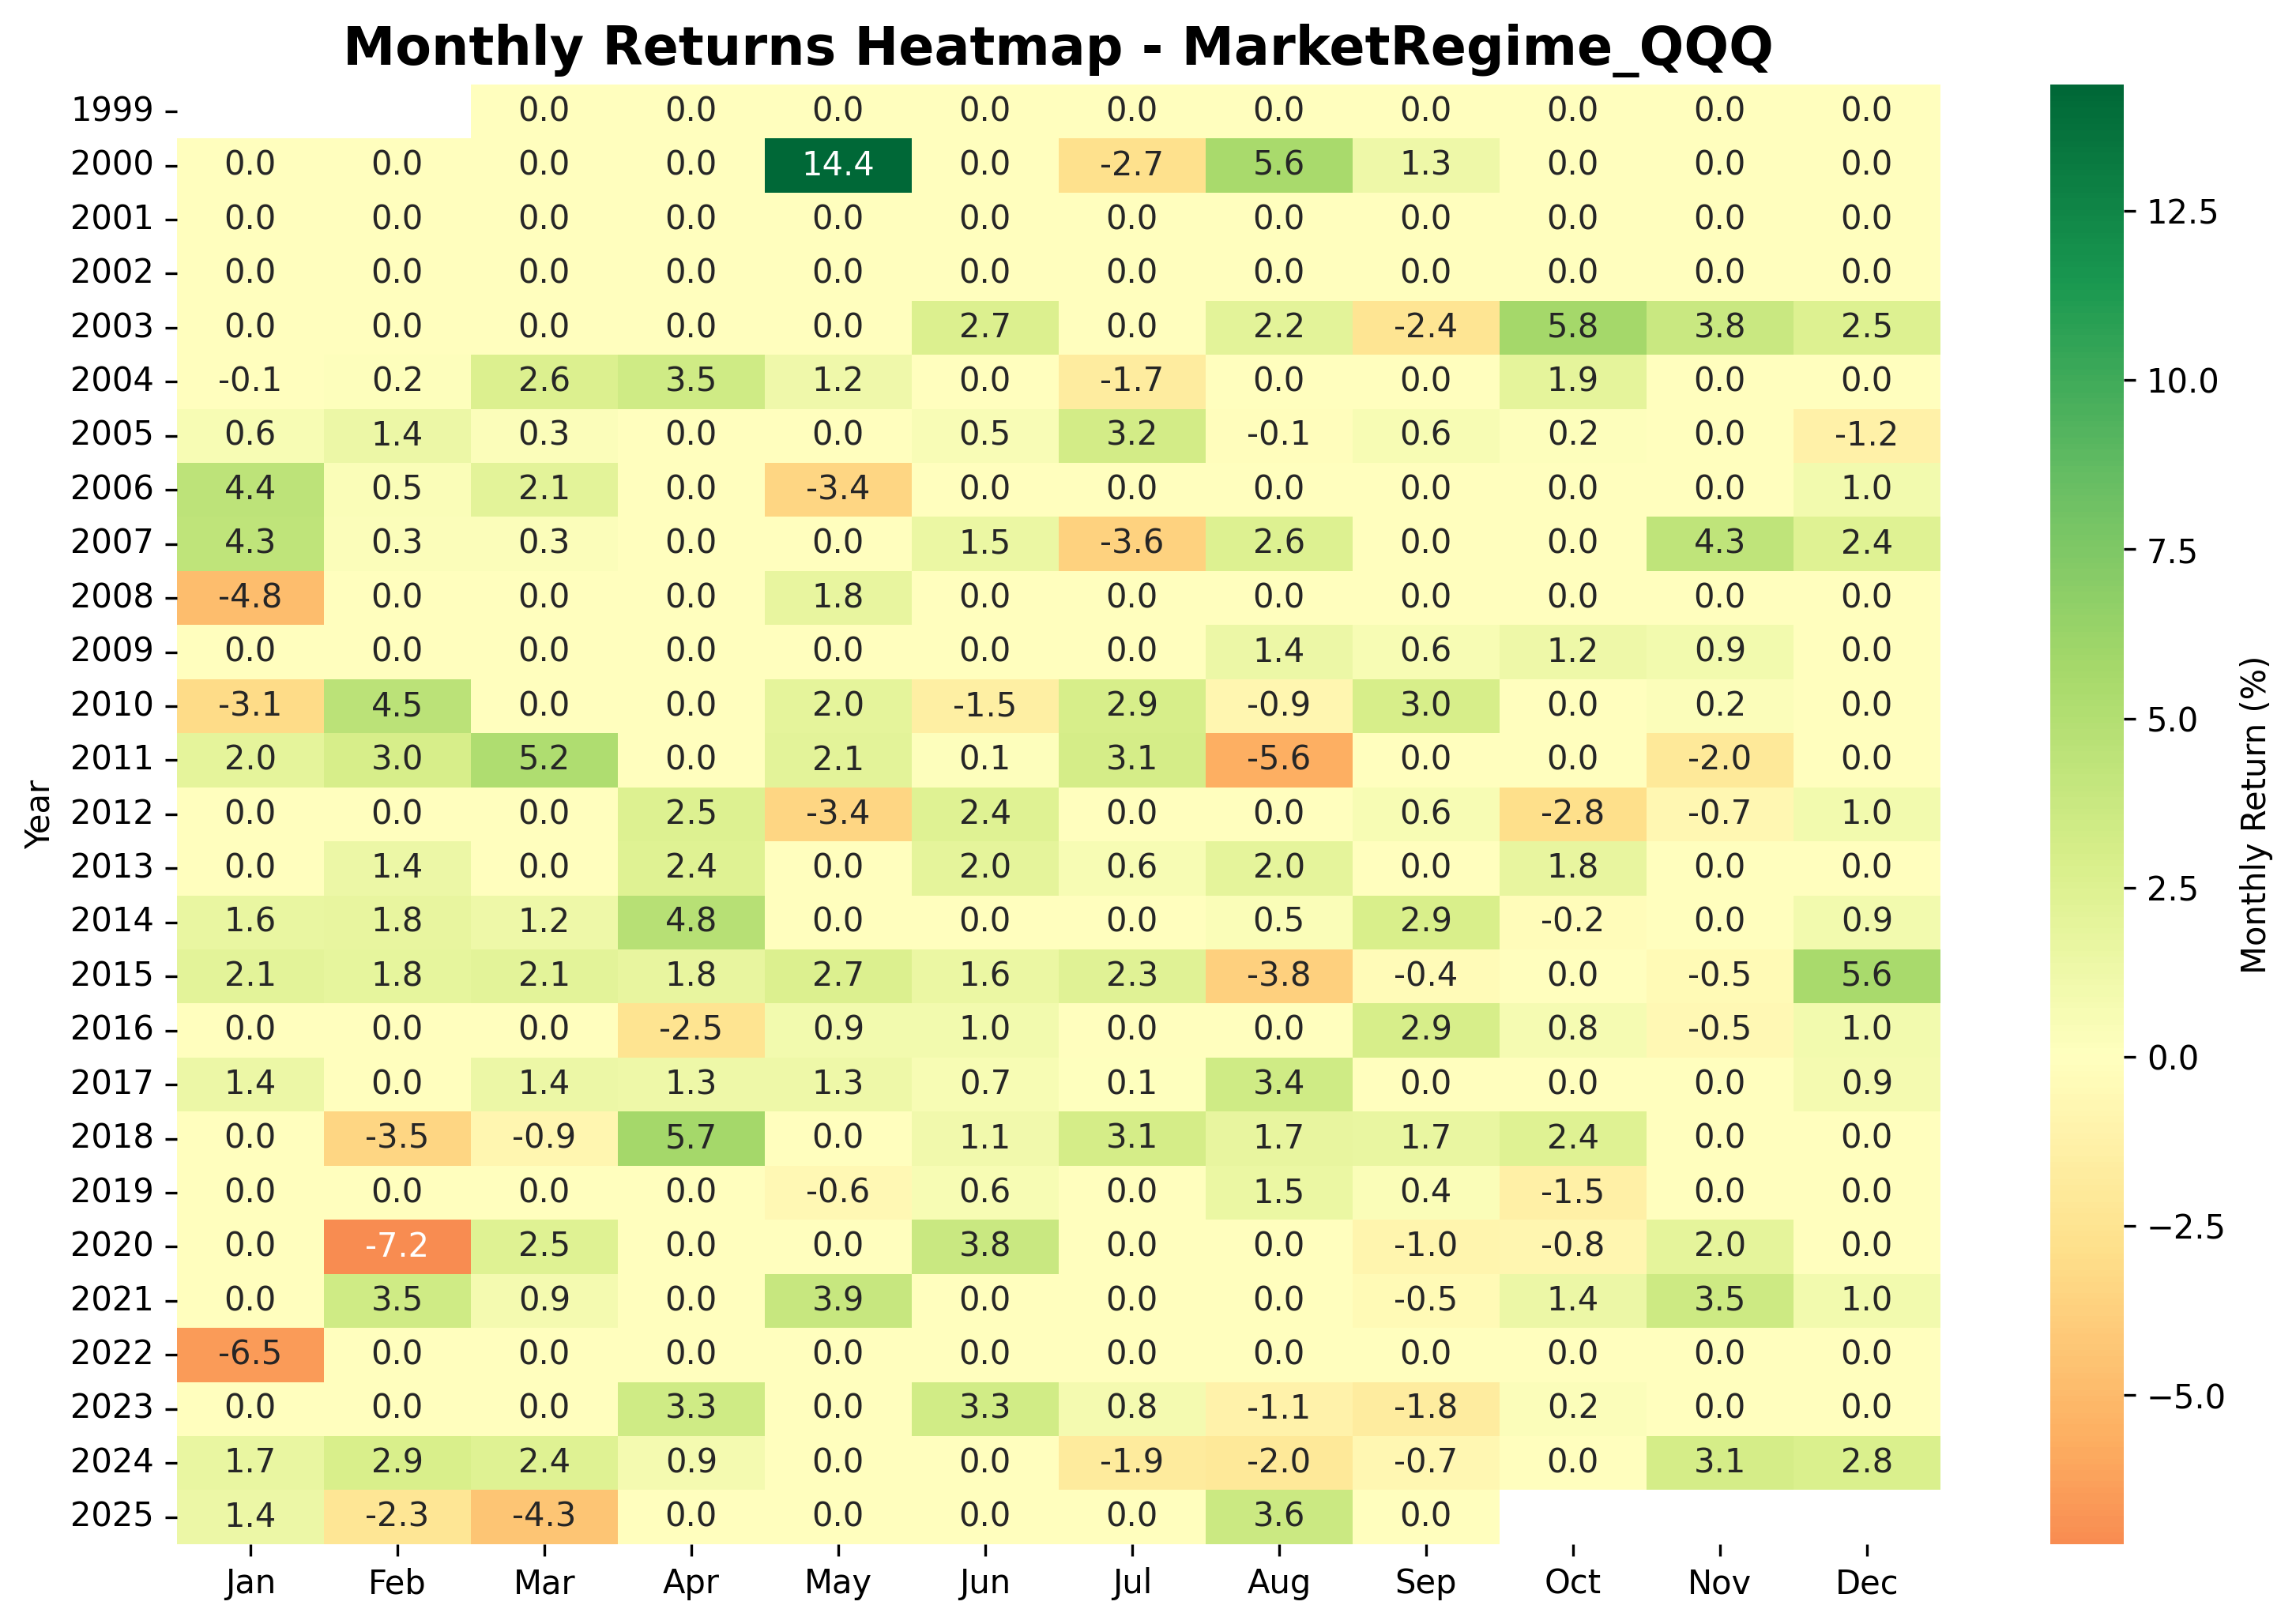 Monthly Returns Heatmap - MarketRegime_QQQ
1999 0.0 0.0 0.0 0.0 0.0 0.0 0.0 0.0 0.0 0.0
2000 0.0 0.0 0.0 0.0 14.4 0.0 -2.7 5.6 1.3 0.0 0.0 0.0
2001 0.0 0.0 0.0 0.0 0.0 0.0 0.0 0.0 0.0 0.0 0.0 0.0
2002 0.0 0.0 0.0 0.0 0.0 0.0 0.0 0.0 0.0 0.0 0.0 0.0
2003 0.0 0.0 0.0 0.0 0.0 2.7 0.0 2.2 -2.4 5.8 3.8 2.5
2004 -0.1 0.2 2.6 3.5 1.2 0.0 -1.7 0.0 0.0 1.9 0.0 0.0
2005 0.6 1.4 0.3 0.0 0.0 0.5 3.2 -0.1 0.6 0.2 0.0 -1.2
2006 4.4 0.5 2.1 0.0 -3.4 0.0 0.0 0.0 0.0 0.0 0.0 1.0
2007 4.3 0.3 0.3 0.0 0.0 1.5 -3.6 2.6 0.0 0.0 4.3 2.4
2008 -4.8 0.0 0.0 0.0 1.8 0.0 0.0 0.0 0.0 0.0 0.0 0.0
2009 0.0 0.0 0.0 0.0 0.0 0.0 0.0 1.4 0.6 1.2 0.9 0.0
2010 -3.1 4.5 0.0 0.0 2.0 -1.5 2.9 -0.9 3.0 0.0 0.2 0.0
2011 2.0 3.0 5.2 0.0 2.1 0.1 3.1 -5.6 0.0 0.0 -2.0 0.0
2012 0.0 0.0 0.0 2.5 -3.4 2.4 0.0 0.0 0.6 -2.8 -0.7 1.0
2013 0.0 1.4 0.0 2.4 0.0 2.0 0.6 2.0 0.0 1.8 0.0 0.0
2014 1.6 1.8 1.2 4.8 0.0 0.0 0.0 0.5 2.9 -0.2 0.0 0.9
2015 2.1 1.8 2.1 1.8 2.7 1.6 2.3 -3.8 -0.4 0.0 -0.5 5.6
2016 0.0 0.0 0.0 -2.5 0.9 1.0 0.0 0.0 2.9 0.8 -0.5 1.0
2017 1.4 0.0 1.4 1.3 1.3 0.7 0.1 3.4 0.0 0.0 0.0 0.9
2018 0.0 -3.5 -0.9 5.7 0.0 1.1 3.1 1.7 1.7 2.4 0.0 0.0
2019 0.0 0.0 0.0 0.0 -0.6 0.6 0.0 1.5 0.4 -1.5 0.0 0.0
2020 0.0 -7.2 2.5 0.0 0.0 3.8 0.0 0.0 -1.0 -0.8 2.0 0.0
2021 0.0 3.5 0.9 0.0 3.9 0.0 0.0 0.0 -0.5 1.4 3.5 1.0
2022 -6.5 0.0 0.0 0.0 0.0 0.0 0.0 0.0 0.0 0.0 0.0 0.0
2023 0.0 0.0 0.0 3.3 0.0 3.3 0.8 -1.1 -1.8 0.2 0.0 0.0
2024 1.7 2.9 2.4 0.9 0.0 0.0 -1.9 -2.0 -0.7 0.0 3.1 2.8
2025 1.4 -2.3 -4.3 0.0 0.0 0.0 0.0 3.6 0.0
Jan Feb Mar Apr May Jun Jul Aug Sep Oct Nov Dec
Year
12.5
10.0
7.5
5.0
2.5
0.0
−2.5
−5.0
Monthly Return (%)